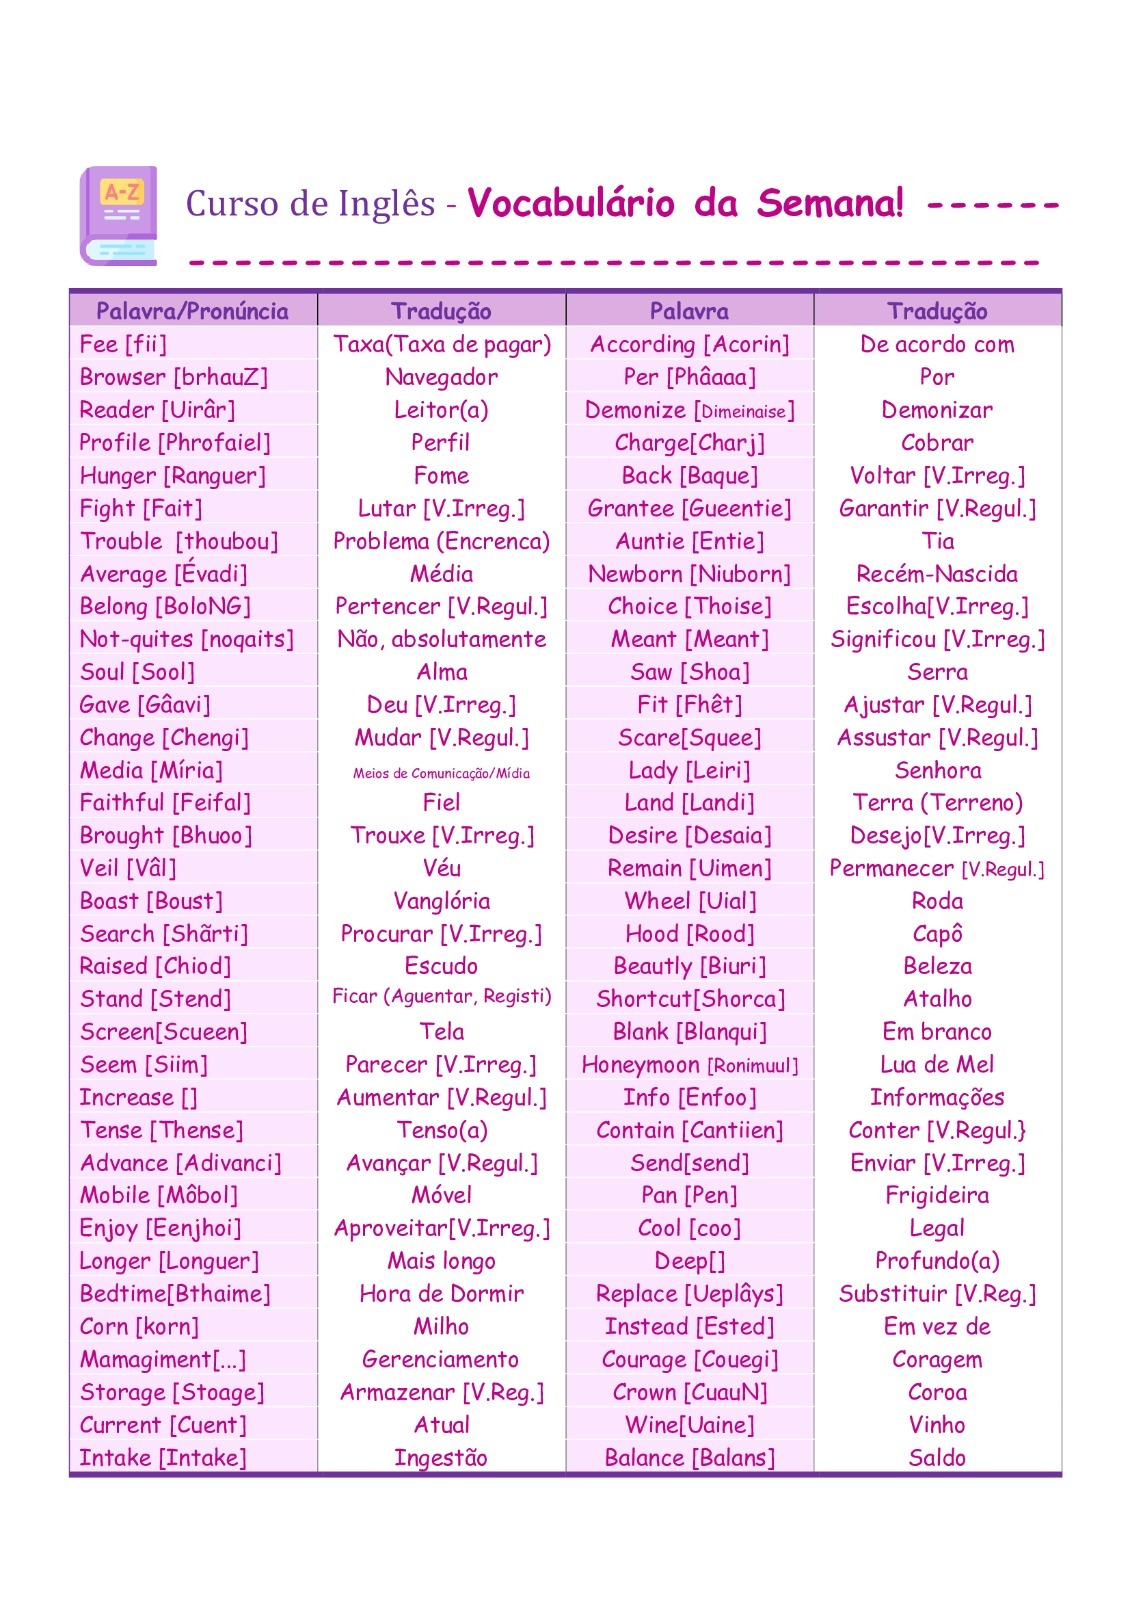 A-Z
Curso de Inglês - Vocabulário da Semana!
Palavra/Pronúncia Tradução Palavra Tradução
Fee [fii] Taxa(Taxa de pagar) According [Acorin] De acordo com
Browser [brhauZ] Navegador Per [Phâaaa] Por
Reader [Uirâr] Leitor(a) Demonize [Dimeinaise] Demonizar
Profile [Phrofaiel] Perfil Charge[Charj] Cobrar
Hunger [Ranguer] Fome Back [Baque] Voltar [V.Irreg.]
Fight [Fait] Lutar [V.Irreg.] Grantee [Gueentie] Garantir [V.Regul.]
Trouble [thoubou] Problema (Encrenca) Auntie [Entie] Tia
Average [Évadi] Média Newborn [Niuborn] Recém-Nascida
Belong [BoloNG] Pertencer [V.Regul.] Choice [Thoise] Escolha[V.Irreg.]
Not-quites [noqaits] Não, absolutamente Meant [Meant] Significou [V.Irreg.]
Soul [Sool] Alma Saw [Shoa] Serra
Gave [Gâavi] Deu [V.Irreg.] Fit [Fhêt] Ajustar [V.Regul.]
Change [Chengi] Mudar [V.Regul.] Scare[Squee] Assustar [V.Regul.]
Media [Míria] Meios de Comunicação/Mídia Lady [Leiri] Senhora
Faithful [Feifal] Fiel Land [Landi] Terra (Terreno)
Brought [Bhuoo] Trouxe [V.Irreg.] Desire [Desaia] Desejo[V.Irreg.]
Veil [Vâl] Véu Remain [Uimen] Permanecer [V.Regul.]
Boast [Boust] Vanglória Wheel [Uial] Roda
Search [Shãrti] Procurar [V.Irreg.] Hood [Rood] Capô
Raised [Chiod] Escudo Beautly [Biuri] Beleza
Stand [Stend] Ficar (Aguentar, Registi) Shortcut[Shorca] Atalho
Screen[Scueen] Tela Blank [Blanqui] Em branco
Seem [Siim] Parecer [V.Irreg.] Honeymoon [Ronimuul] Lua de Mel
Increase [] Aumentar [V.Regul.] Info [Enfoo] Informações
Tense [Thense] Tenso(a) Contain [Cantiien] Conter [V.Regul.}
Advance [Adivanci] Avançar [V.Regul.] Send[send] Enviar [V.Irreg.]
Mobile [Môbol] Móvel Pan [Pen] Frigideira
Enjoy [Eenjhoi] Aproveitar[V.Irreg.] Cool [coo] Legal
Longer [Longuer] Mais longo Deep[] Profundo(a)
Bedtime[Bthaime] Hora de Dormir Replace [Ueplâys] Substituir [V.Reg.]
Corn [korn] Milho Instead [Ested] Em vez de
Mamagiment[...] Gerenciamento Courage [Couegi] Coragem
Storage [Stoage] Armazenar [V.Reg.] Crown [CuauN] Coroa
Current [Cuent] Atual Wine[Uaine] Vinho
Intake [Intake] Ingestão Balance [Balans] Saldo